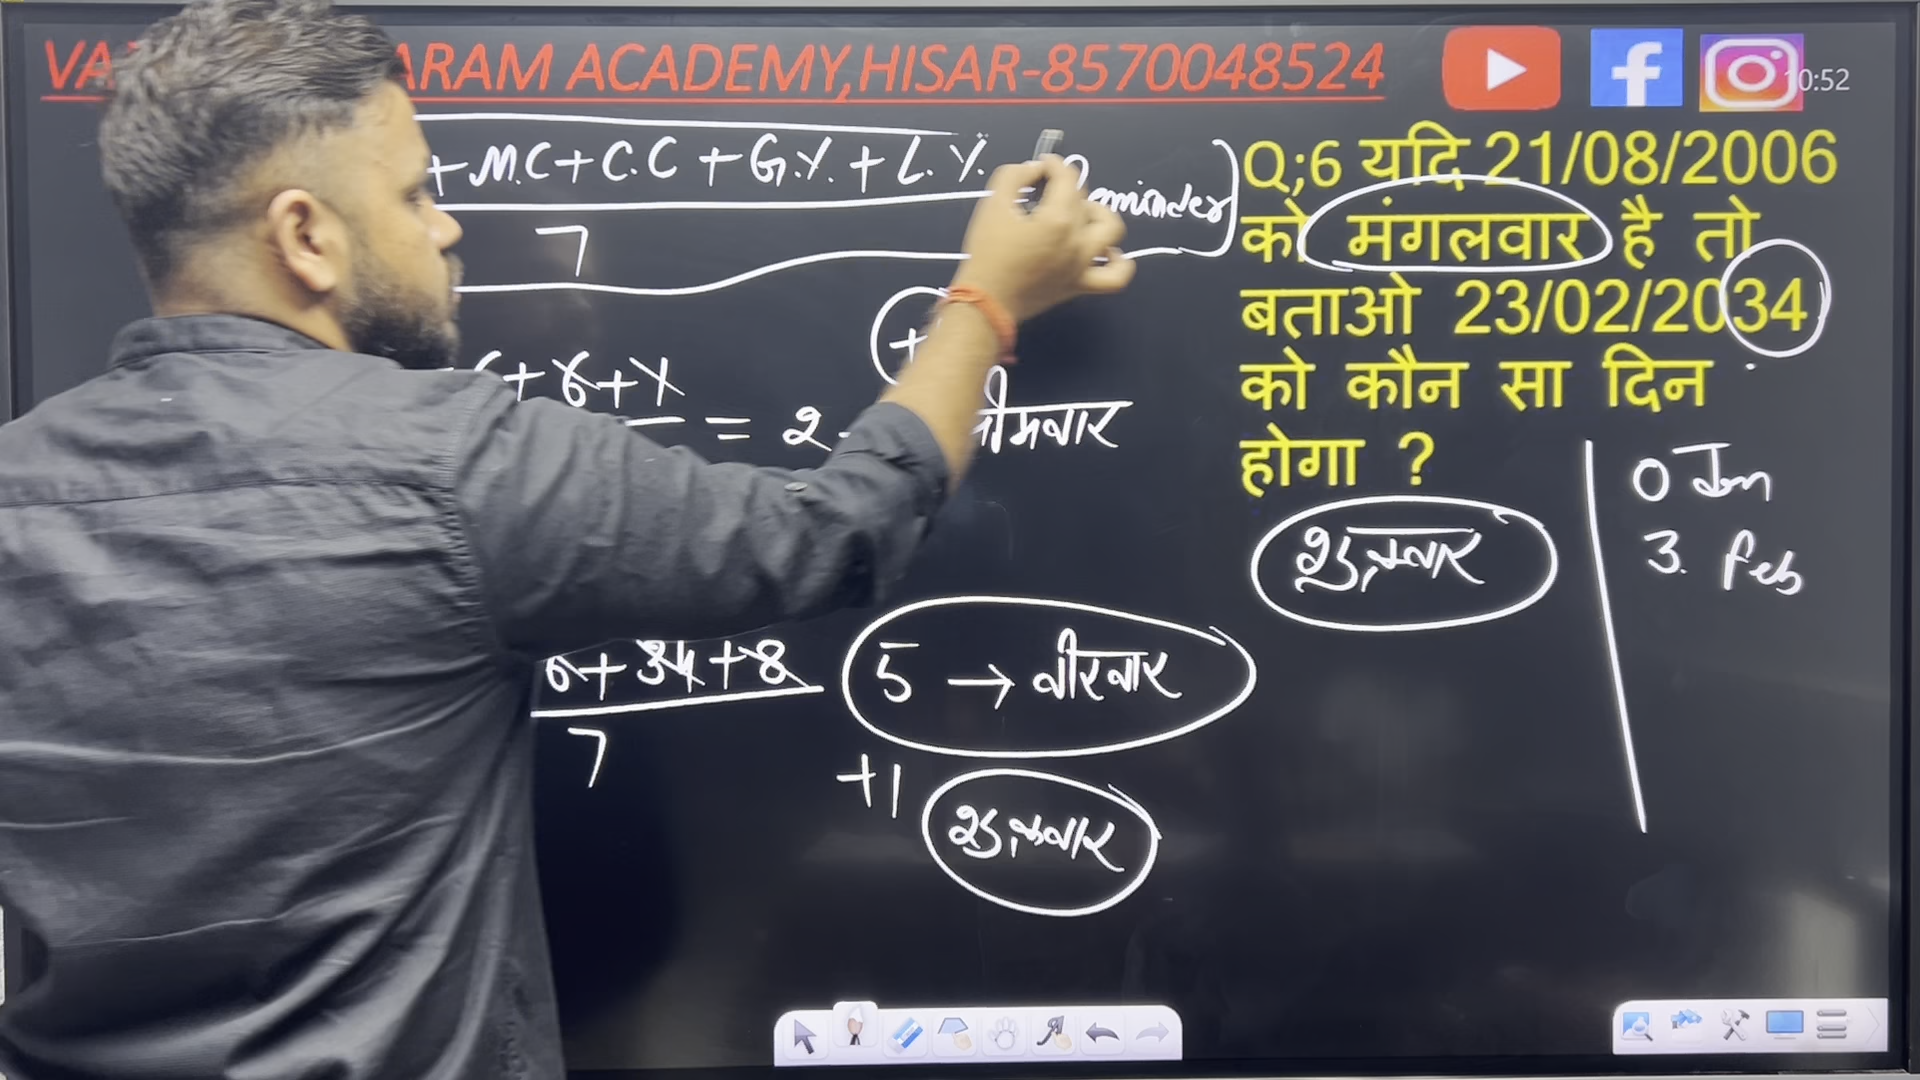 ARAM ACADEMY,HISAR-8570048524
10:52
+M.C+C.C+G.Y.+L.Y.
7
Q;6 यदि 21/08/2006
को मंगलवार है तो
बताओ 23/02/2034
को कौन सा दिन
होगा ?
+6+Y
= 2
0 Jan
3. Feb
शुक्रवार
6+34+8
7
5 → वीरवार
+1
शुक्रवार